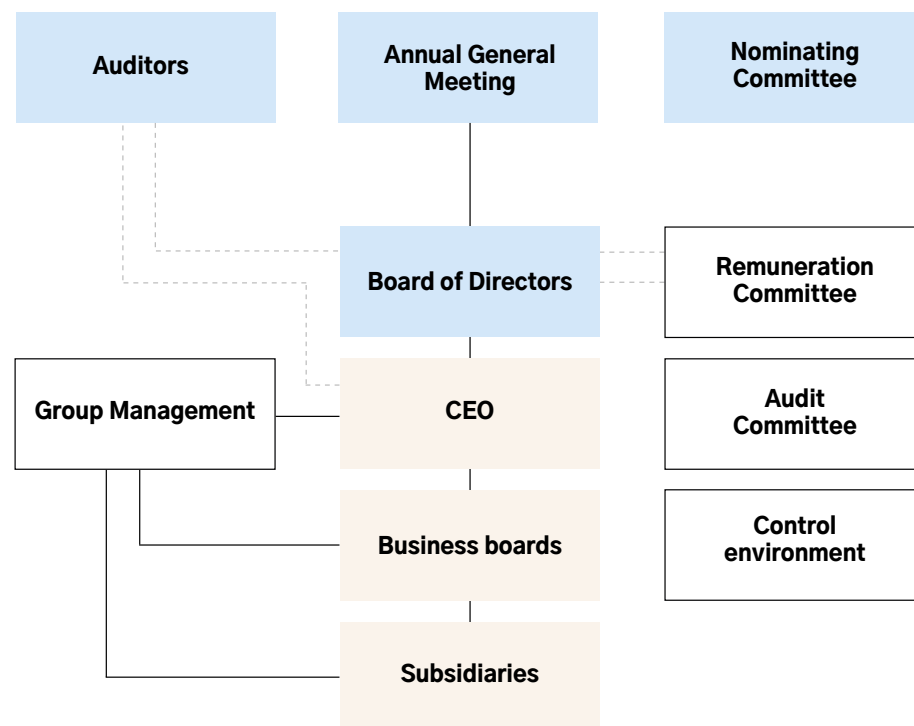 Auditors
Annual General
Meeting
Nominating
Committee
Board of Directors
Remuneration
Committee
Group Management
CEO
Audit
Committee
Business boards
Control
environment
Subsidiaries